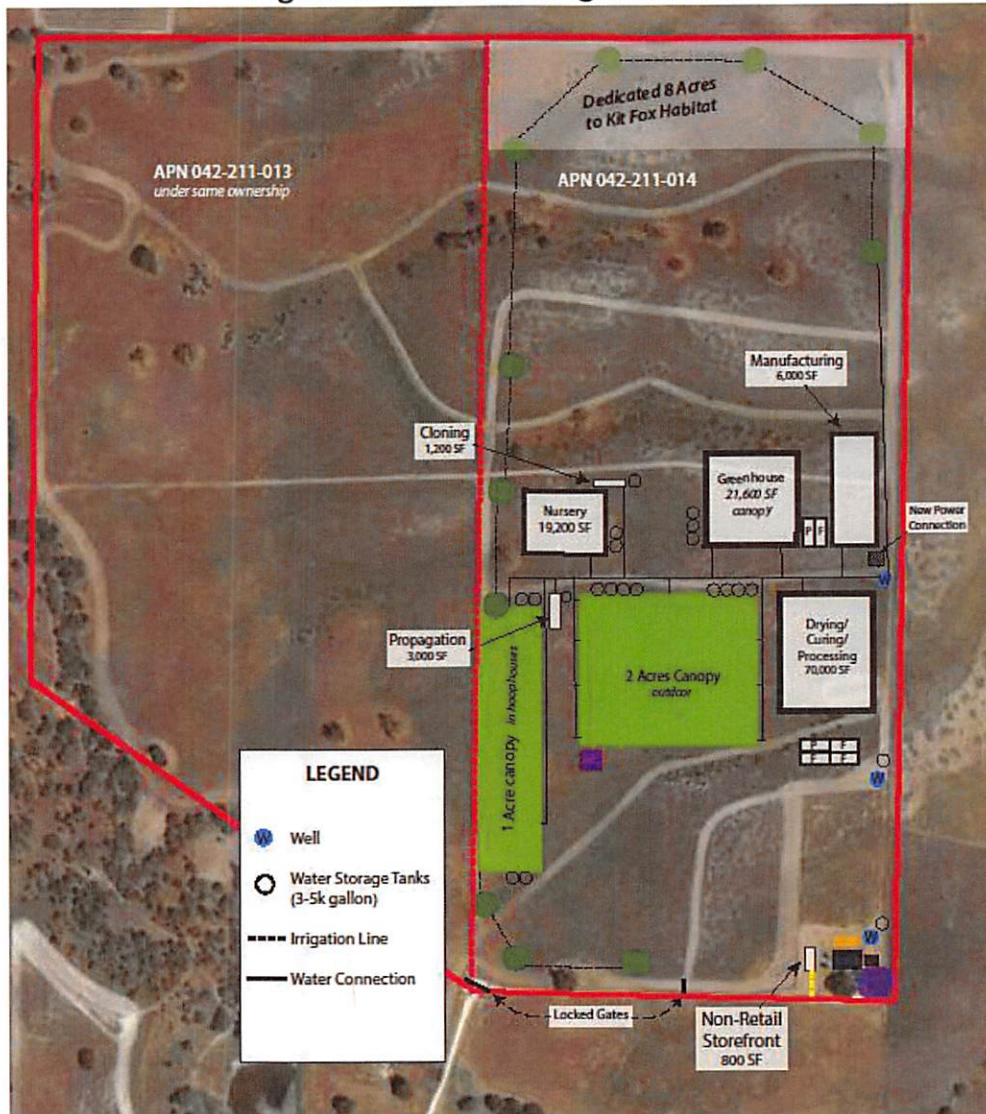 Dedicated 8 Acres
to Kit Fox Habitat
APN 042-211-013
under same ownership
APN 042-211-014
Manufacturing
6,000 SF
Cloning
1,200 SF
Greenhouse
21,600 SF
canopy
Nursery
19,200 SF
P F
New Power
Connection
W
Propagation
3,000 SF
1 Acre canopy in hoophouses
2 Acres Canopy
outdoor
Drying/
Curing/
Processing
70,000 SF
W
LEGEND
W Well
Water Storage Tanks
(3-5k gallon)
Irrigation Line
Water Connection
W
Locked Gates
Non-Retail
Storefront
800 SF